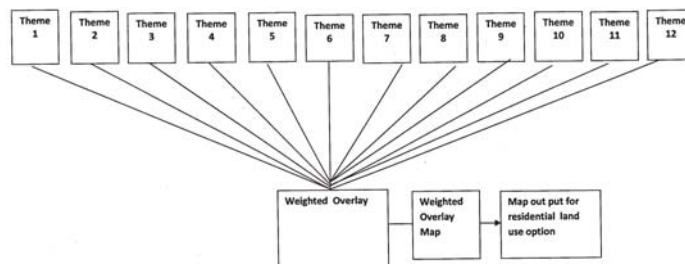 Theme Theme Theme Theme Theme Theme Theme Theme Theme Theme Theme Theme
1 2 3 4 5 6 7 8 9 10 11 12
Weighted Overlay
Weighted
Overlay
Map
Map out put for
residential land
use option